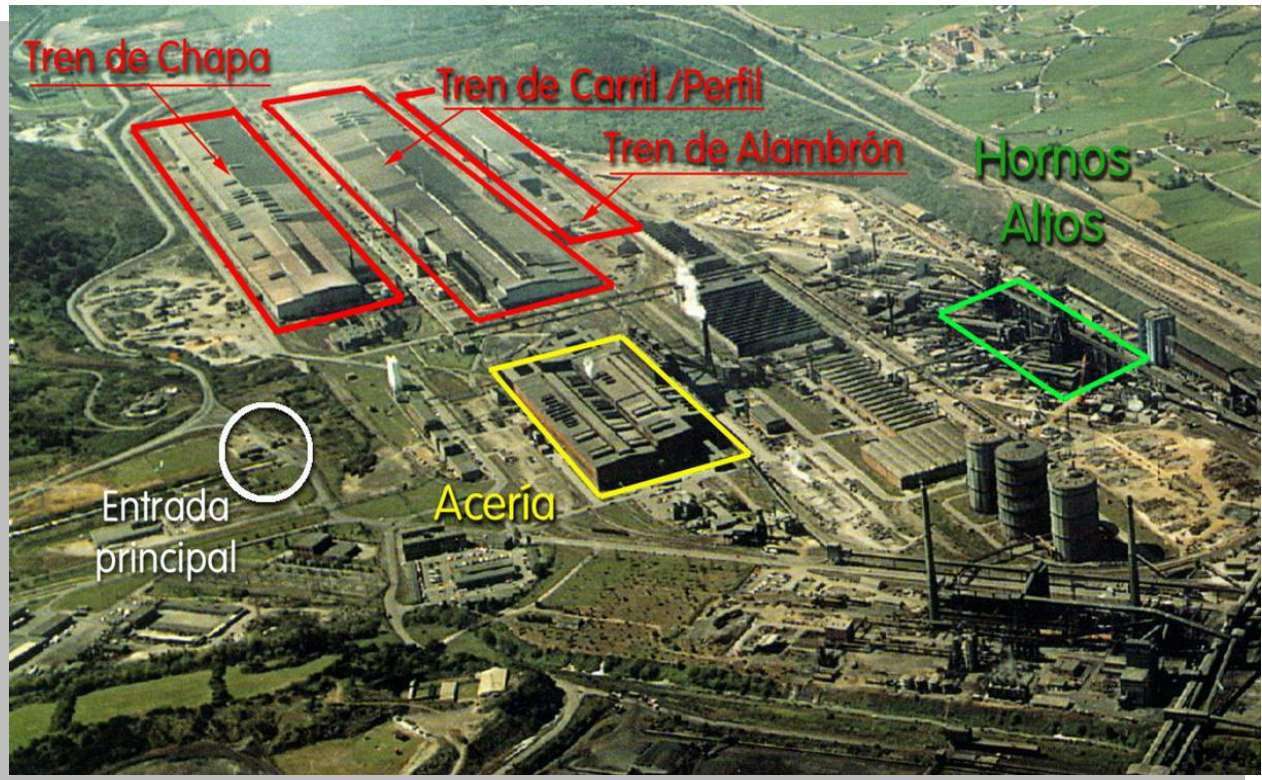 Tren de Chapa
Tren de Carril /Perfil
Tren de Alambrón
Hornos
Altos
Acería
Entrada
principal